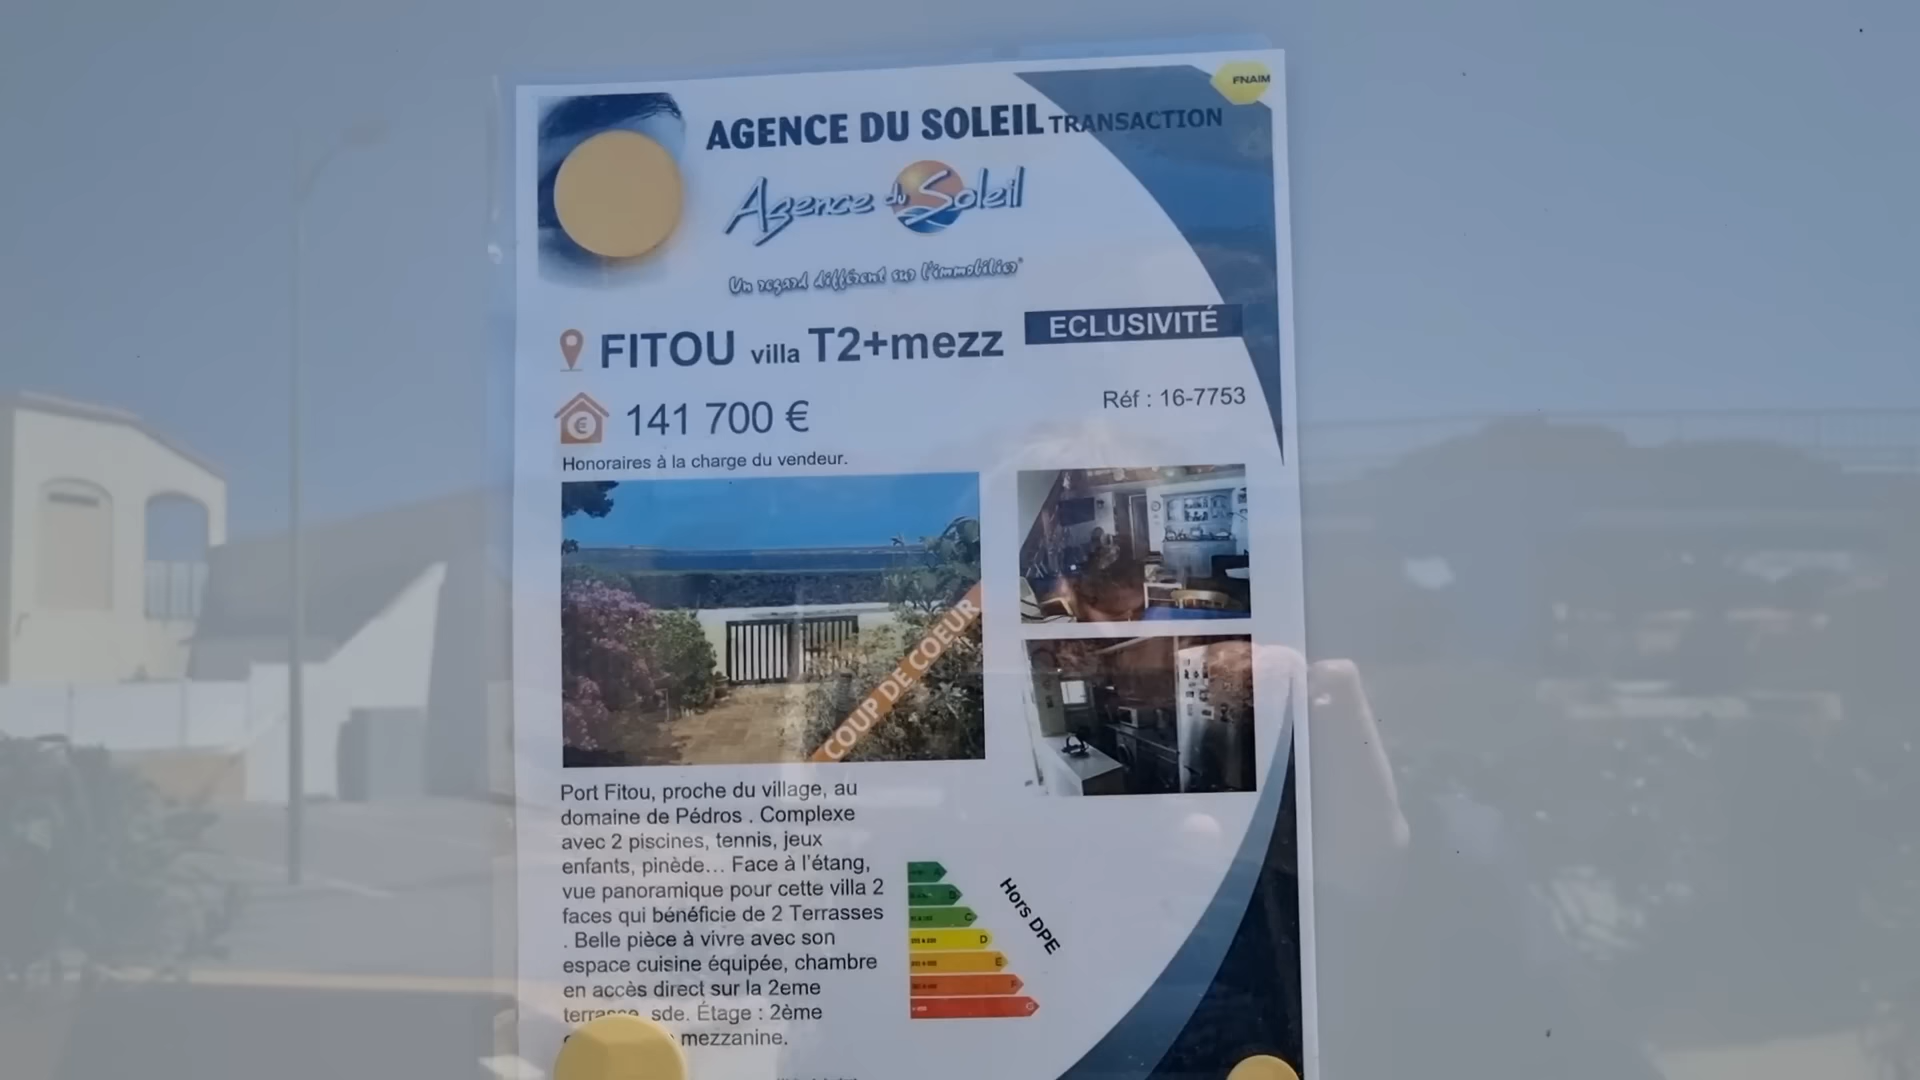 FNAIM
AGENCE DU SOLEIL TRANSACTION
Agence du Soleil
Un regard différent sur l'immobilier
FITOU villa T2+mezz
ECLUSIVITÉ
141 700 €
Réf : 16-7753
Honoraires à la charge du vendeur.
COUP DE COEUR
Port Fitou, proche du village, au
domaine de Pédros . Complexe
avec 2 piscines, tennis, jeux
enfants, pinède... Face à l'étang,
vue panoramique pour cette villa 2
faces qui bénéficie de 2 Terrasses
. Belle pièce à vivre avec son
espace cuisine équipée, chambre
en accès direct sur la 2eme
terrasse, sde. Étage : 2ème
mezzanine.
A
B
C
D
E
F
G
Hors DPE